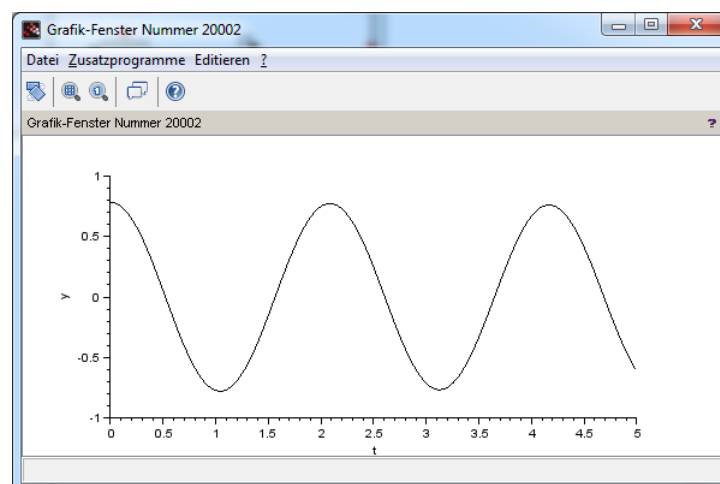 Grafik-Fenster Nummer 20002
Datei Zusatzprogramme Editieren ?
Grafik-Fenster Nummer 20002 ?
1
0.5
y 0
-0.5
-1
0 0.5 1 1.5 2 2.5 3 3.5 4 4.5 5
t